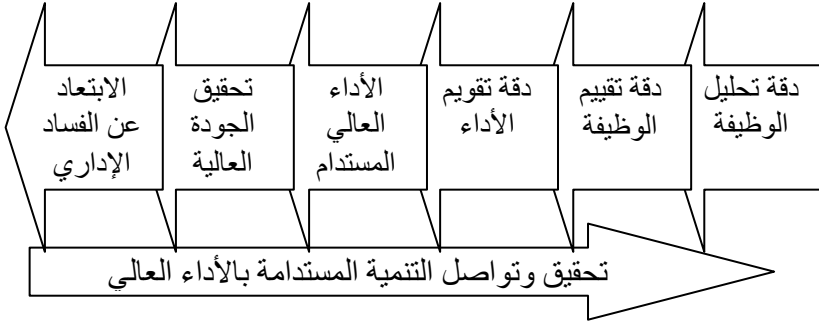 دقة تحليل
الوظيفة
دقة تقييم
الوظيفة
دقة تقويم
الأداء
الأداء
العالي
المستدام
تحقيق
الجودة
العالية
الابتعاد
عن الفساد
الإداري
تحقيق وتواصل التنمية المستدامة بالأداء العالي